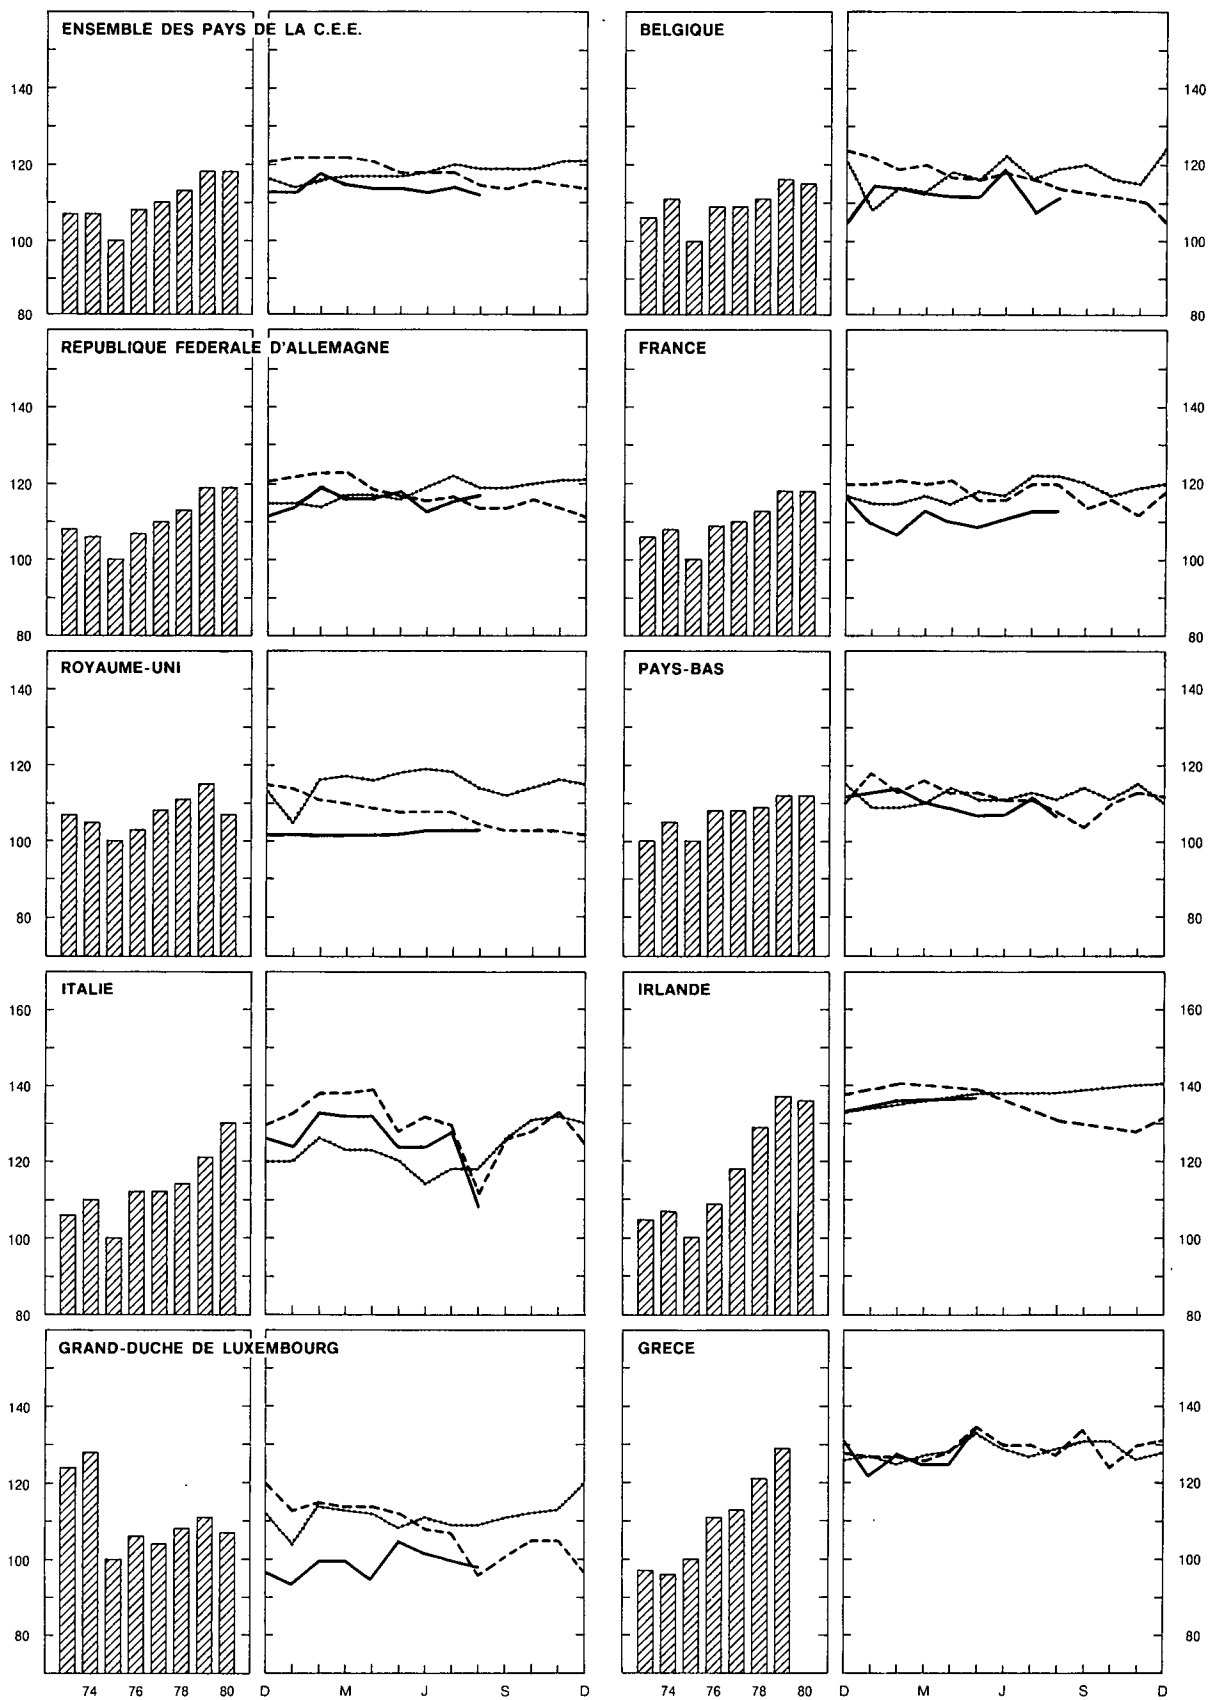 ENSEMBLE DES PAYS DE LA C.E.E.
BELGIQUE
140 140
120 120
100 100
80 80
REPUBLIQUE FEDERALE D'ALLEMAGNE
FRANCE
140 140
120 120
100 100
80 80
ROYAUME-UNI
PAYS-BAS
140 140
120 120
100 100
80 80
ITALIE
IRLANDE
160 160
140 140
120 120
100 100
80 80
GRAND-DUCHE DE LUXEMBOURG
GRECE
140 140
120 120
100 100
80 80
74 76 78 80 D M J S D 74 76 78 80 D M J S D